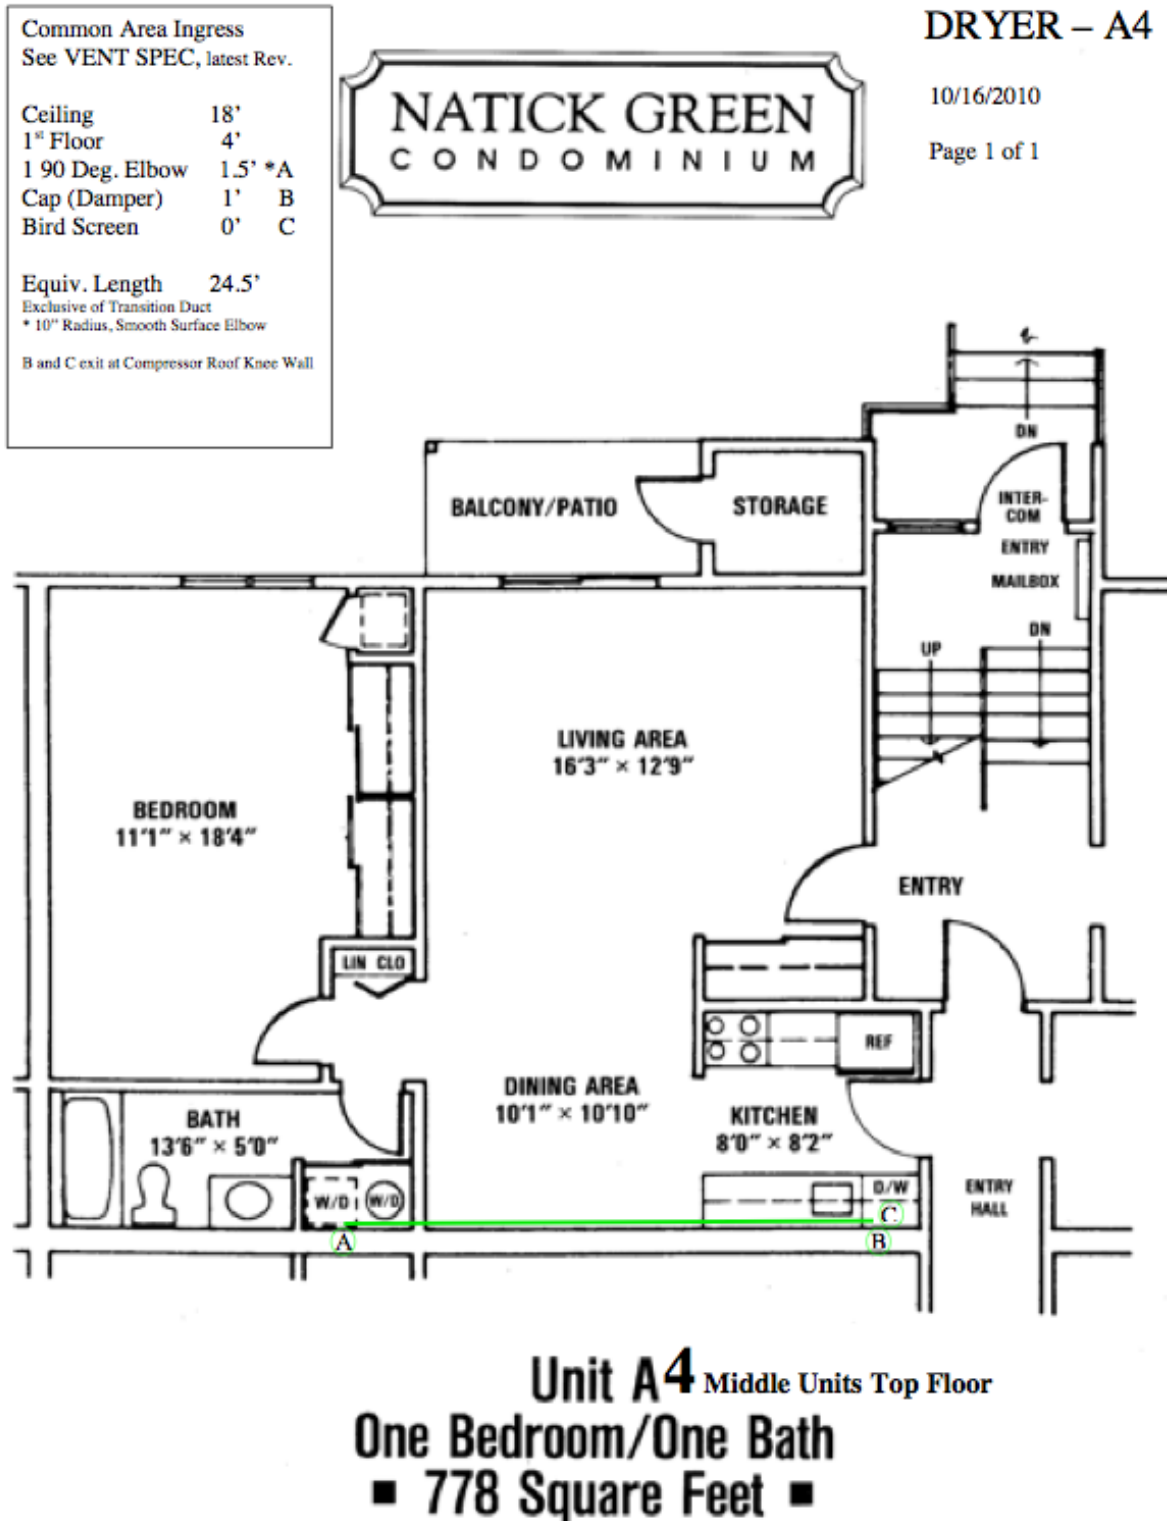 Common Area Ingress
See VENT SPEC, latest Rev.
Ceiling 18'
1st Floor 4'
1 90 Deg. Elbow 1.5' *A
Cap (Damper) 1' B
Bird Screen 0' C
Equiv. Length 24.5'
Exclusive of Transition Duct
* 10" Radius, Smooth Surface Elbow
B and C exit at Compressor Roof Knee Wall
NATICK GREEN
CONDOMINIUM
DRYER – A4
10/16/2010
Page 1 of 1
DN
BALCONY/PATIO
STORAGE
INTER-
COM
ENTRY
MAILBOX
UP
DN
LIVING AREA
16'3" × 12'9"
BEDROOM
11'1" × 18'4"
ENTRY
LIN CLO
REF
DINING AREA
10'1" × 10'10"
KITCHEN
8'0" × 8'2"
BATH
13'6" × 5'0"
W/D W/D
D/W
ENTRY
HALL
C
A
B
Unit A4 Middle Units Top Floor
One Bedroom/One Bath
■ 778 Square Feet ■